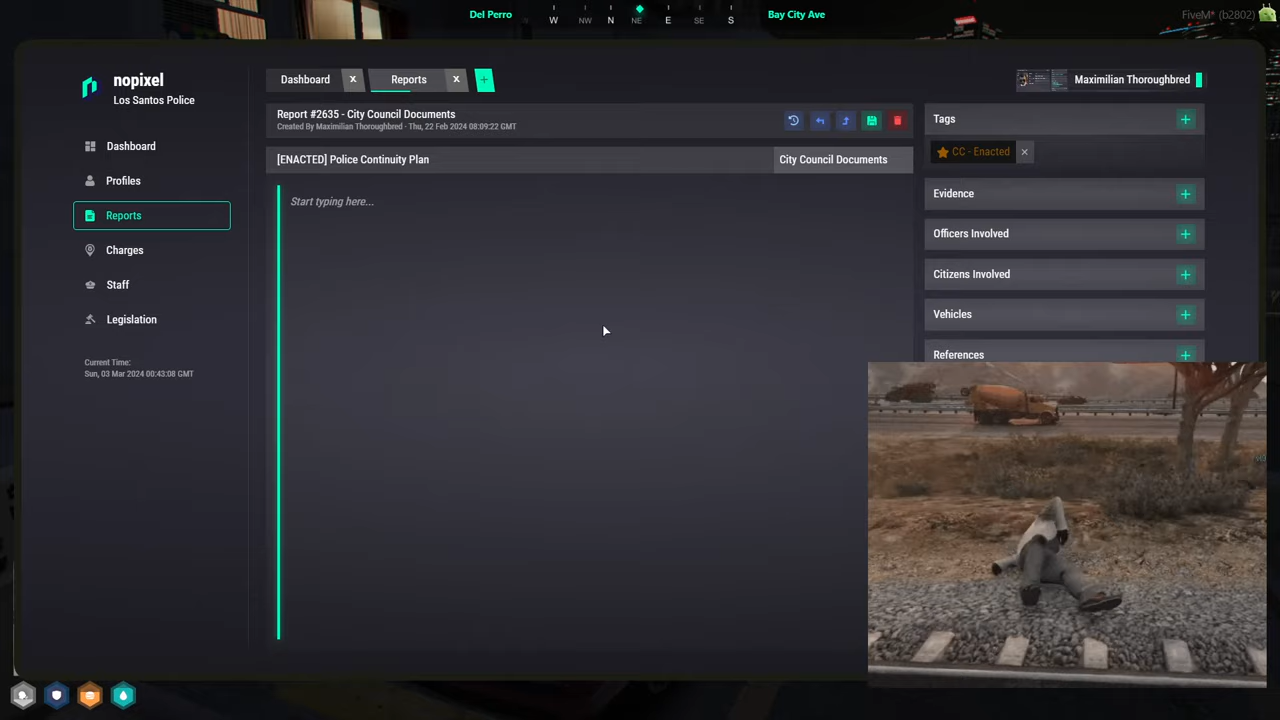 Del Perro
W NW N NE E SE S
Bay City Ave
FiveM* (b2802)
nopixel
Los Santos Police
Dashboard x
Reports x
+
Maximilian Thoroughbred
Report #2635 - City Council Documents
Created By Maximilian Thoroughbred - Thu, 22 Feb 2024 08:09:22 GMT
[ENACTED] Police Continuity Plan
City Council Documents
Start typing here...
Dashboard
Profiles
Reports
Charges
Staff
Legislation
Current Time:
Sun, 03 Mar 2024 00:43:08 GMT
Tags +
CC - Enacted x
Evidence +
Officers Involved +
Citizens Involved +
Vehicles +
References +